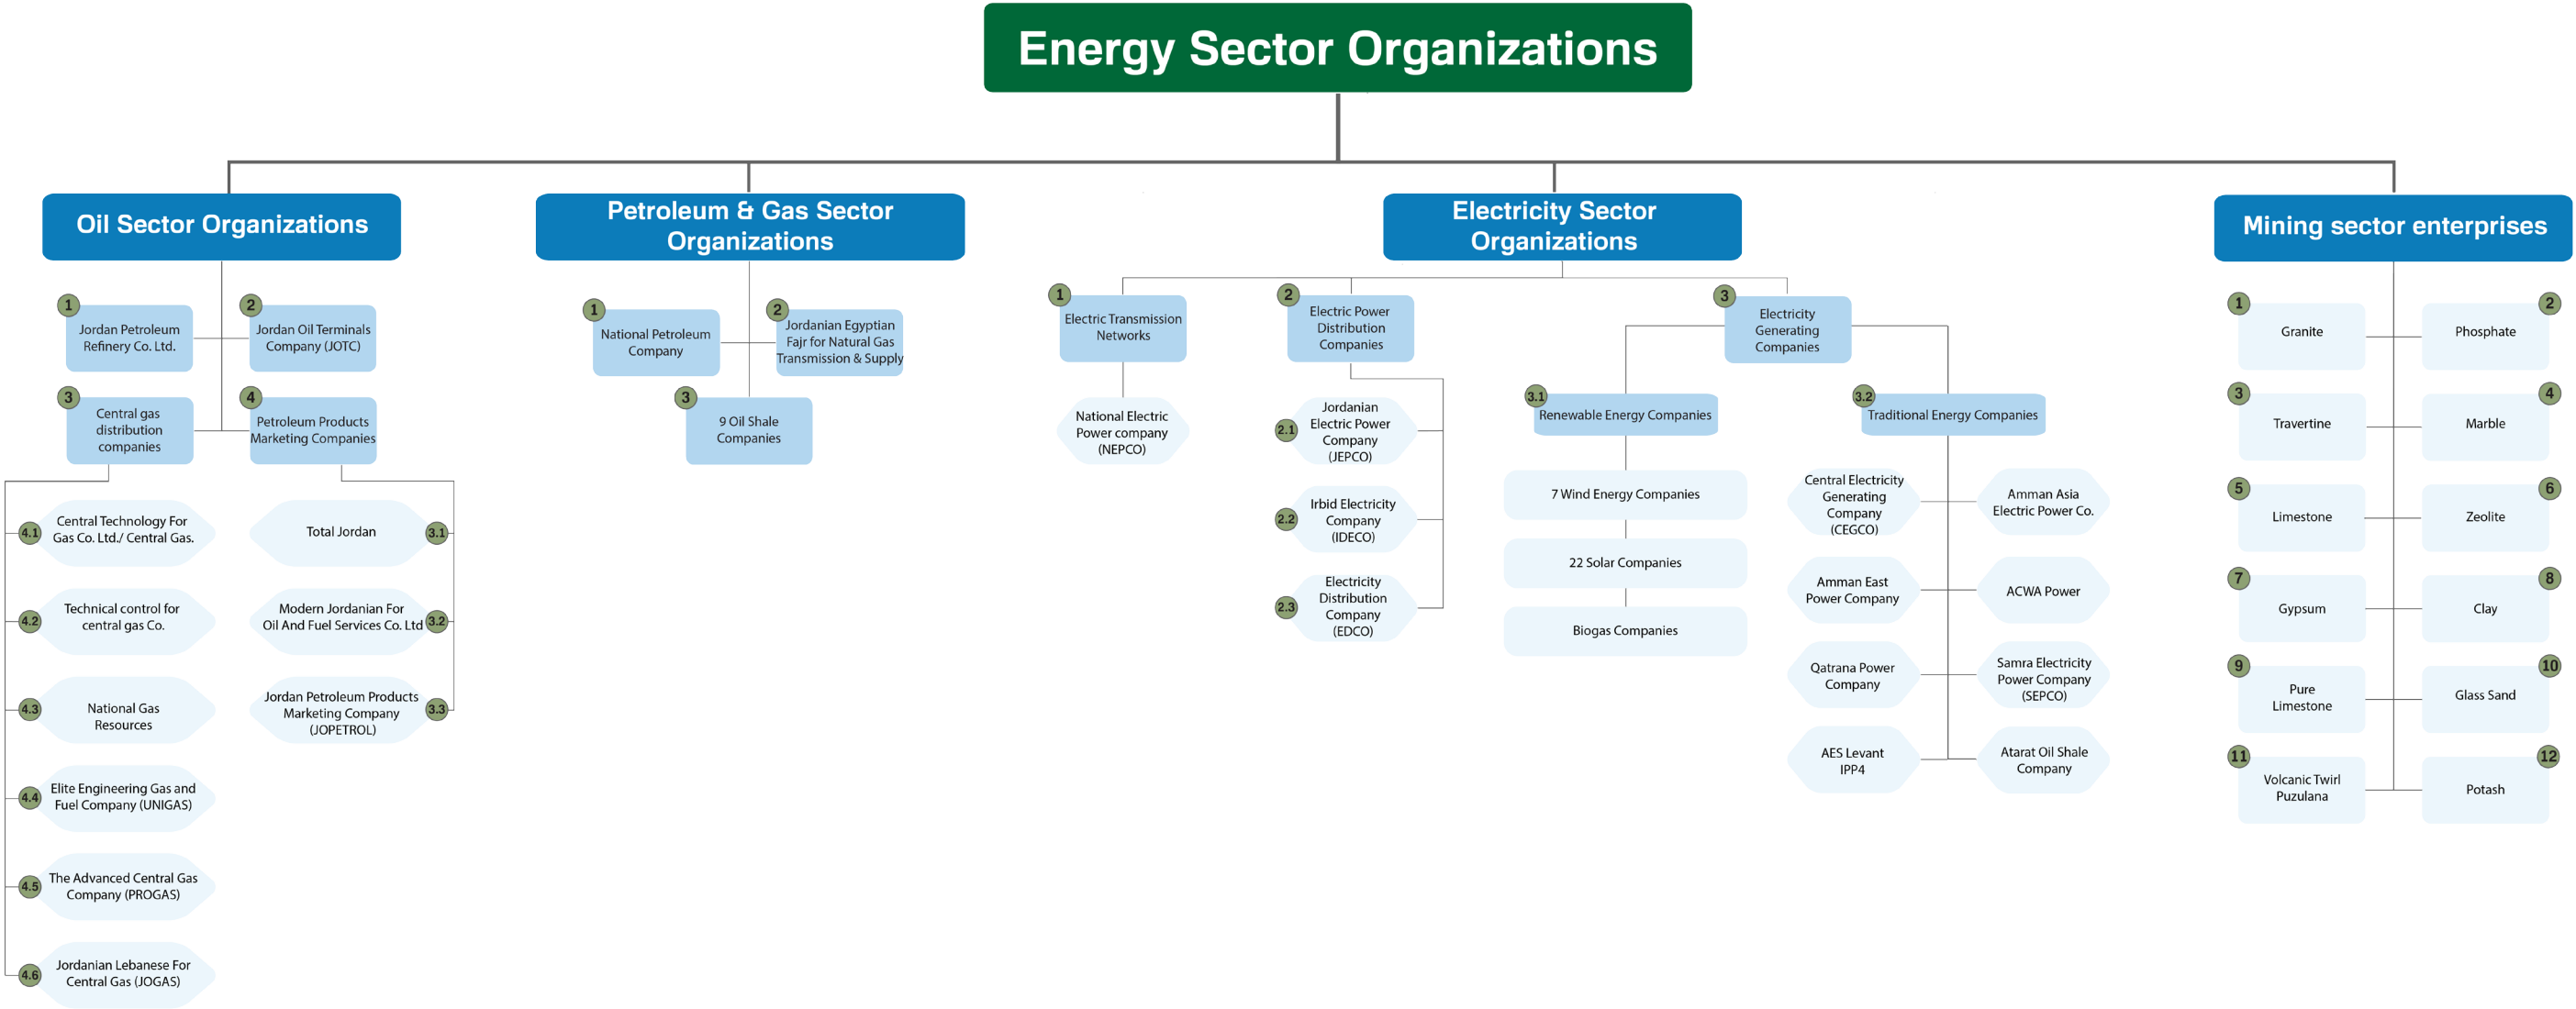 Energy Sector Organizations
Oil Sector Organizations
1
Jordan Petroleum
Refinery Co. Ltd.
2
Jordan Oil Terminals
Company (JOTC)
3
Central gas
distribution
companies
4
Petroleum Products
Marketing Companies
4.1
Central Technology For
Gas Co. Ltd./ Central Gas.
4.2
Technical control for
central gas Co.
4.3
National Gas
Resources
4.4
Elite Engineering Gas and
Fuel Company (UNIGAS)
4.5
The Advanced Central Gas
Company (PROGAS)
4.6
Jordanian Lebanese For
Central Gas (JOGAS)
Total Jordan
3.1
Modern Jordanian For
Oil And Fuel Services Co. Ltd
3.2
Jordan Petroleum Products
Marketing Company
(JOPETROL)
3.3
Petroleum & Gas Sector
Organizations
1
National Petroleum
Company
2
Jordanian Egyptian
Fajr for Natural Gas
Transmission & Supply
3
9 Oil Shale
Companies
Electricity Sector
Organizations
1
Electric Transmission
Networks
National Electric
Power company
(NEPCO)
2
Electric Power
Distribution
Companies
2.1
Jordanian
Electric Power
Company
(JEPCO)
2.2
Irbid Electricity
Company
(IDECO)
2.3
Electricity
Distribution
Company
(EDCO)
3
Electricity
Generating
Companies
3.1
Renewable Energy Companies
7 Wind Energy Companies
22 Solar Companies
Biogas Companies
3.2
Traditional Energy Companies
Central Electricity
Generating
Company
(CEGCO)
Amman Asia
Electric Power Co.
Amman East
Power Company
ACWA Power
Qatrana Power
Company
Samra Electricity
Power Company
(SEPCO)
AES Levant
IPP4
Atarat Oil Shale
Company
Mining sector enterprises
1
Granite
2
Phosphate
3
Travertine
4
Marble
5
Limestone
6
Zeolite
7
Gypsum
8
Clay
9
Pure
Limestone
10
Glass Sand
11
Volcanic Twirl
Puzulana
12
Potash